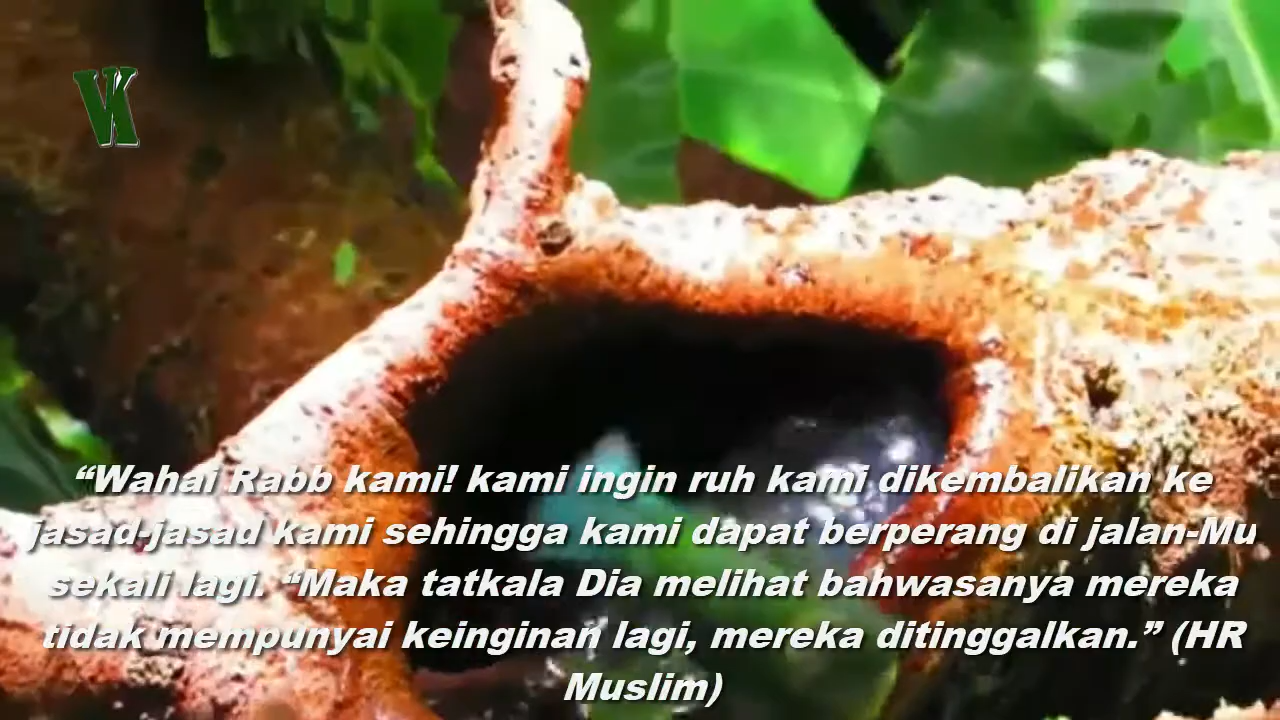 VK
“Wahai Rabb kami! kami ingin ruh kami dikembalikan ke
jasad-jasad kami sehingga kami dapat berperang di jalan-Mu
sekali lagi. “Maka tatkala Dia melihat bahwasanya mereka
tidak mempunyai keinginan lagi, mereka ditinggalkan.” (HR
Muslim)